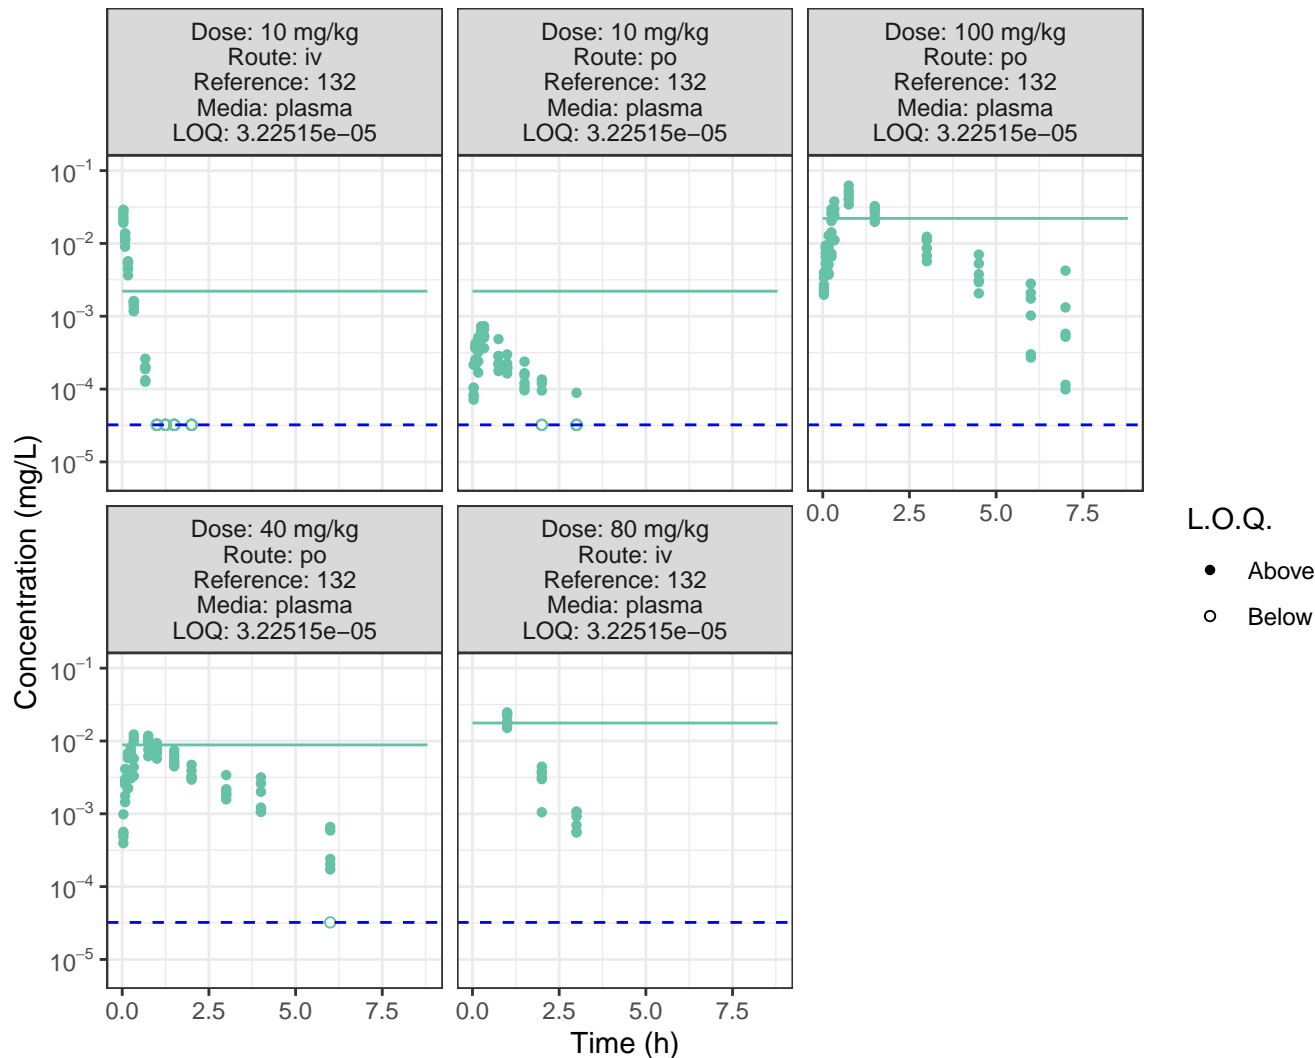 Dose: 10 mg/kg
Route: iv
Reference: 132
Media: plasma
LOQ: 3.22515e−05
Dose: 10 mg/kg
Route: po
Reference: 132
Media: plasma
LOQ: 3.22515e−05
Dose: 100 mg/kg
Route: po
Reference: 132
Media: plasma
LOQ: 3.22515e−05
10⁻¹
10⁻²
10⁻³
10⁻⁴
10⁻⁵
0.0 2.5 5.0 7.5
Dose: 40 mg/kg
Route: po
Reference: 132
Media: plasma
LOQ: 3.22515e−05
Dose: 80 mg/kg
Route: iv
Reference: 132
Media: plasma
LOQ: 3.22515e−05
10⁻¹
10⁻²
10⁻³
10⁻⁴
10⁻⁵
0.0 2.5 5.0 7.5
0.0 2.5 5.0 7.5
Concentration (mg/L)
Time (h)
L.O.Q.
Above
Below